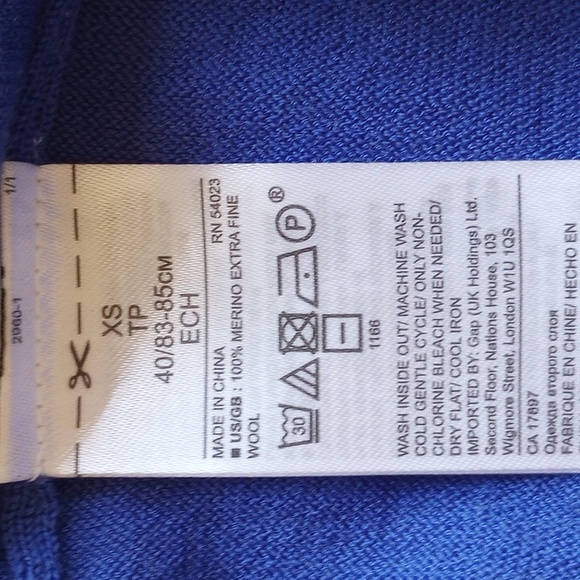 1/1
2960-1
XS
TP
40/83-85CM
ECH
RN 54023
MADE IN CHINA
■ US/GB : 100% MERINO EXTRA FINE
WOOL
30
P
®
1166
WASH INSIDE OUT/ MACHINE WASH
COLD GENTLE CYCLE/ ONLY NON-
CHLORINE BLEACH WHEN NEEDED/
DRY FLAT/ COOL IRON
IMPORTED BY: Gap (UK Holdings) Ltd.
Second Floor, Nations House, 103
Wigmore Street, London W1U 1QS
CA 17897
Одежда второго слоя
FABRIQUÉ EN CHINE/ HECHO EN